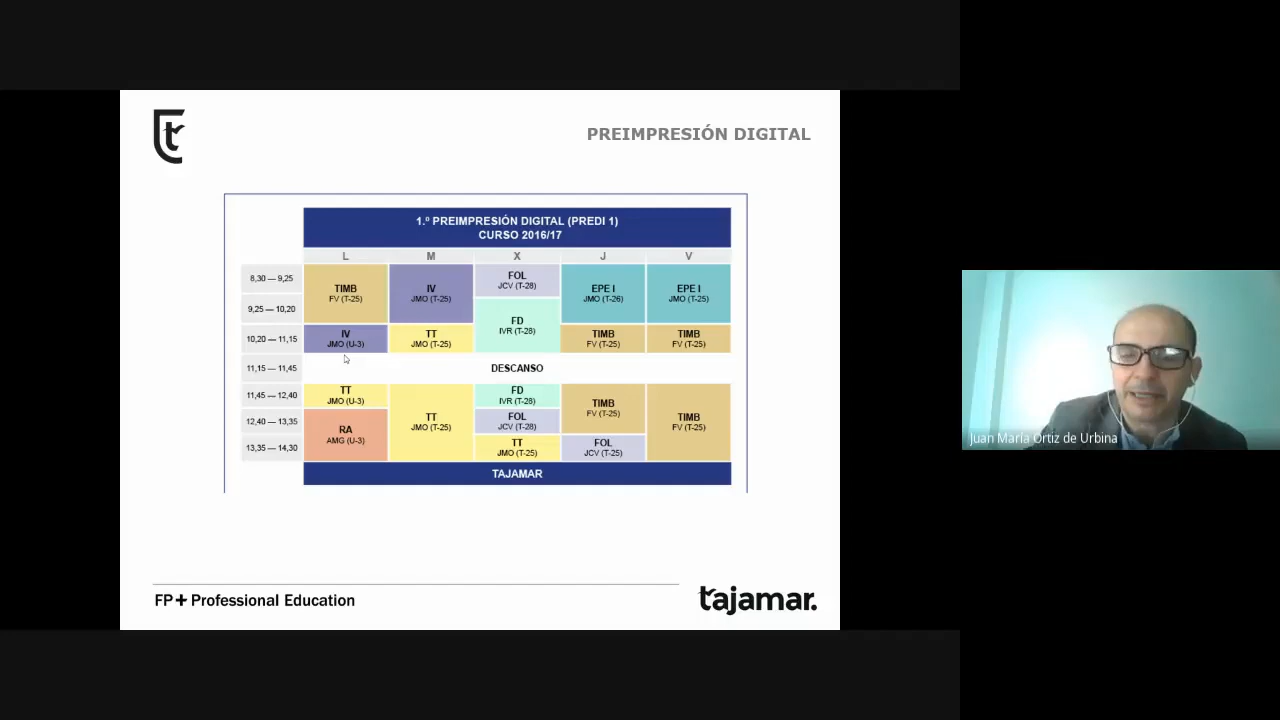 PREIMPRESIÓN DIGITAL
1.º PREIMPRESIÓN DIGITAL (PREDI 1)
CURSO 2016/17
L M X J V
8,30 — 9,25
9,25 — 10,20
10,20 — 11,15
11,15 — 11,45
11,45 — 12,40
12,40 — 13,35
13,35 — 14,30
TIMB
FV (T-25)
IV
JMO (U-3)
TT
JMO (U-3)
RA
AMG (U-3)
IV
JMO (T-25)
TT
JMO (T-25)
TT
JMO (T-25)
FOL
JCV (T-28)
FD
IVR (T-28)
DESCANSO
FD
IVR (T-28)
FOL
JCV (T-28)
TT
JMO (T-25)
EPE I
JMO (T-26)
TIMB
FV (T-25)
TIMB
FV (T-25)
FOL
JCV (T-25)
EPE I
JMO (T-25)
TIMB
FV (T-25)
TIMB
FV (T-25)
TAJAMAR
FP+ Professional Education
tajamar.
Juan María Ortiz de Urbina